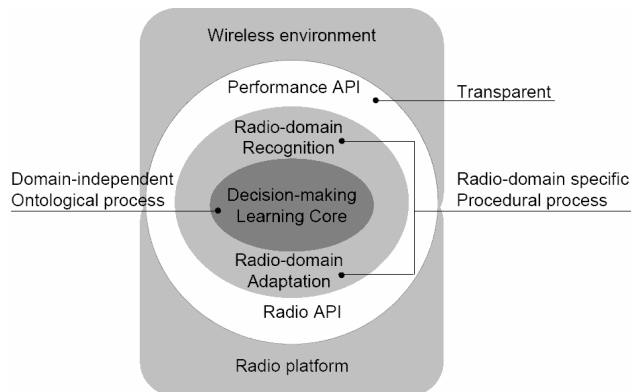 Wireless environment
Performance API
Transparent
Radio-domain
Recognition
Domain-independent
Ontological process
Decision-making
Learning Core
Radio-domain specific
Procedural process
Radio-domain
Adaptation
Radio API
Radio platform